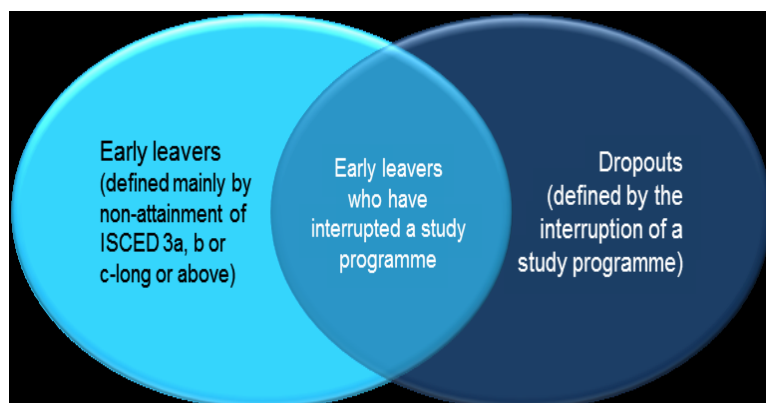 Early leavers
(defined mainly by
non-attainment of
ISCED 3a, b or
c-long or above)
Early leavers
who have
interrupted a study
programme
Dropouts
(defined by the
interruption of a
study programme)